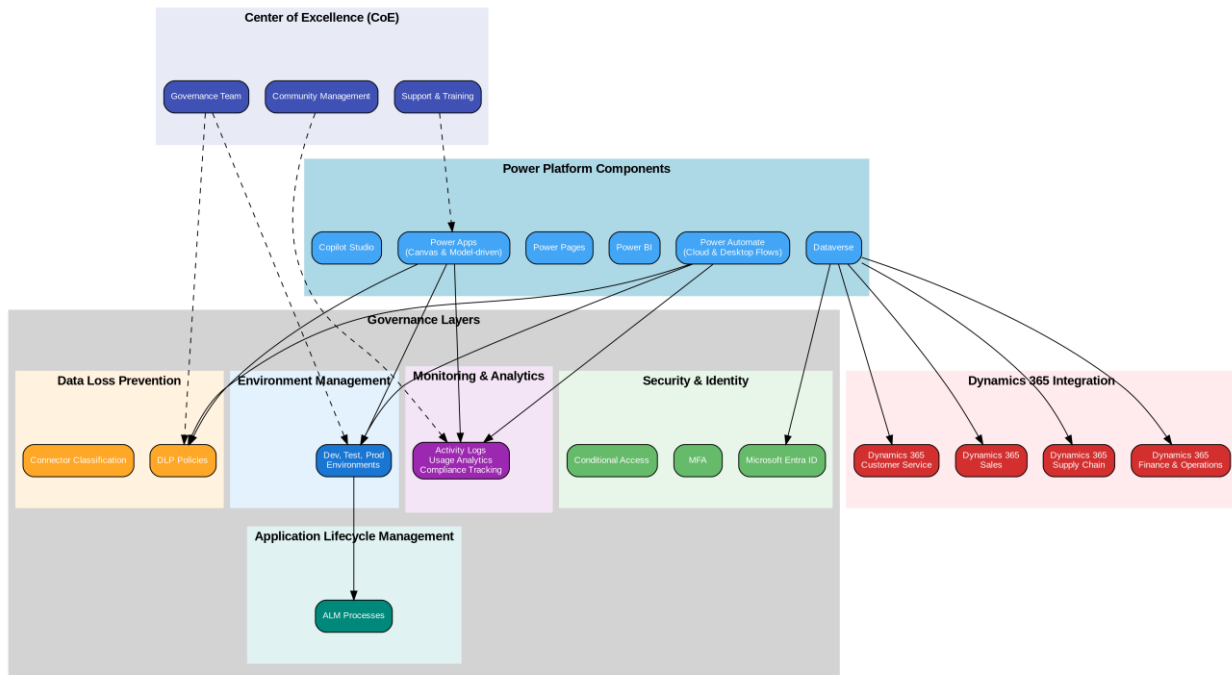 Center of Excellence (CoE)
Governance Team
Community Management
Support & Training
Power Platform Components
Copilot Studio
Power Apps
(Canvas & Model-driven)
Power Pages
Power BI
Power Automate
(Cloud & Desktop Flows)
Dataverse
Governance Layers
Data Loss Prevention
Connector Classification
DLP Policies
Environment Management
Dev, Test, Prod
Environments
Monitoring & Analytics
Activity Logs
Usage Analytics
Compliance Tracking
Security & Identity
Conditional Access
MFA
Microsoft Entra ID
Dynamics 365 Integration
Dynamics 365
Customer Service
Dynamics 365
Sales
Dynamics 365
Supply Chain
Dynamics 365
Finance & Operations
Application Lifecycle Management
ALM Processes